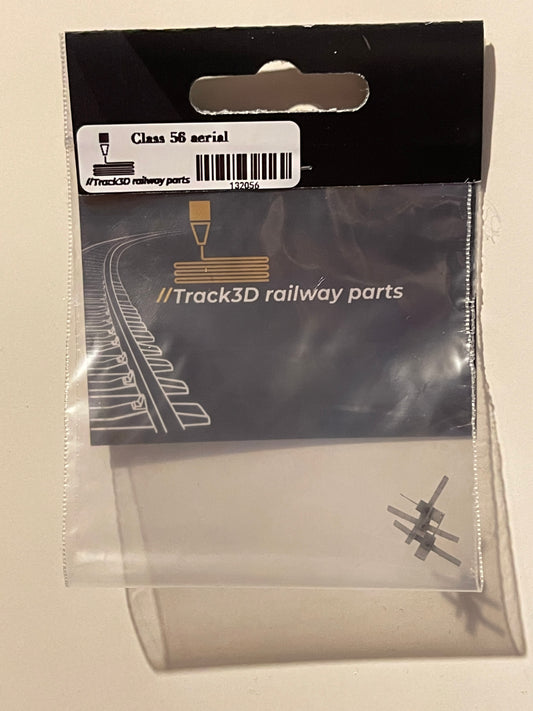 Class 56 aerial
//Track3D railway parts
132056
//Track3D railway parts